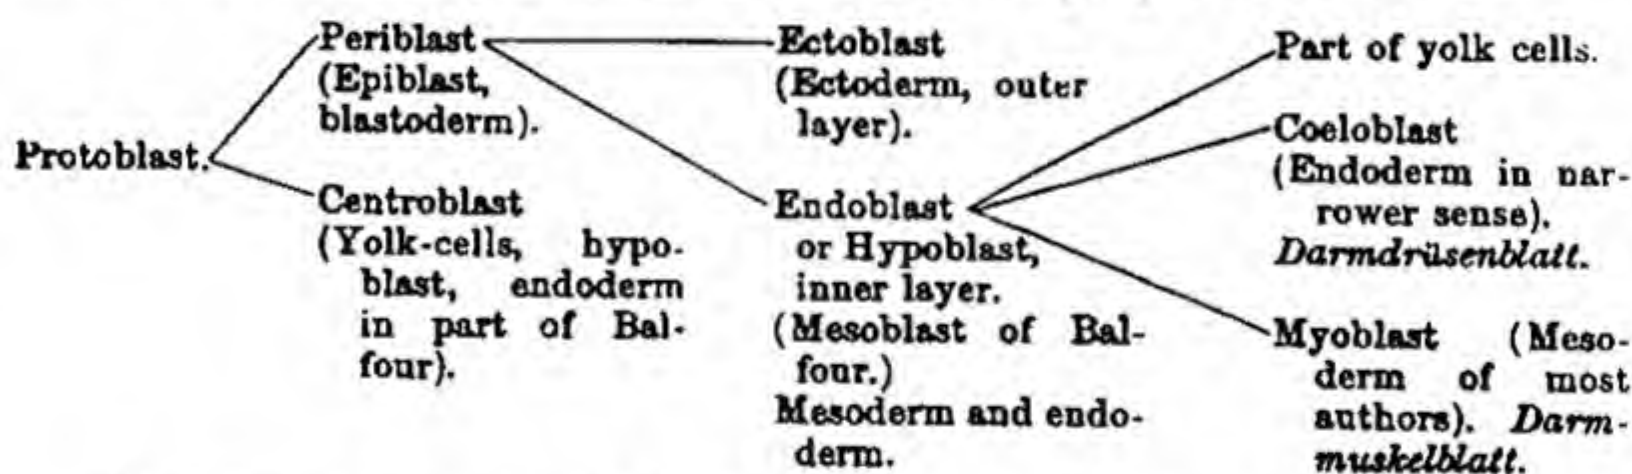 Protoblast.
Periblast
(Epiblast,
blastoderm).
Centroblast
(Yolk-cells, hypo-
blast, endoderm
in part of Bal-
four).
Ectoblast
(Ectoderm, outer
layer).
Endoblast
or Hypoblast,
inner layer.
(Mesoblast of Bal-
four.)
Mesoderm and endo-
derm.
Part of yolk cells.
Coeloblast
(Endoderm in nar-
rower sense).
Darmdrüsenblatt.
Myoblast (Meso-
derm of most
authors). Darm-
muskelblatt.